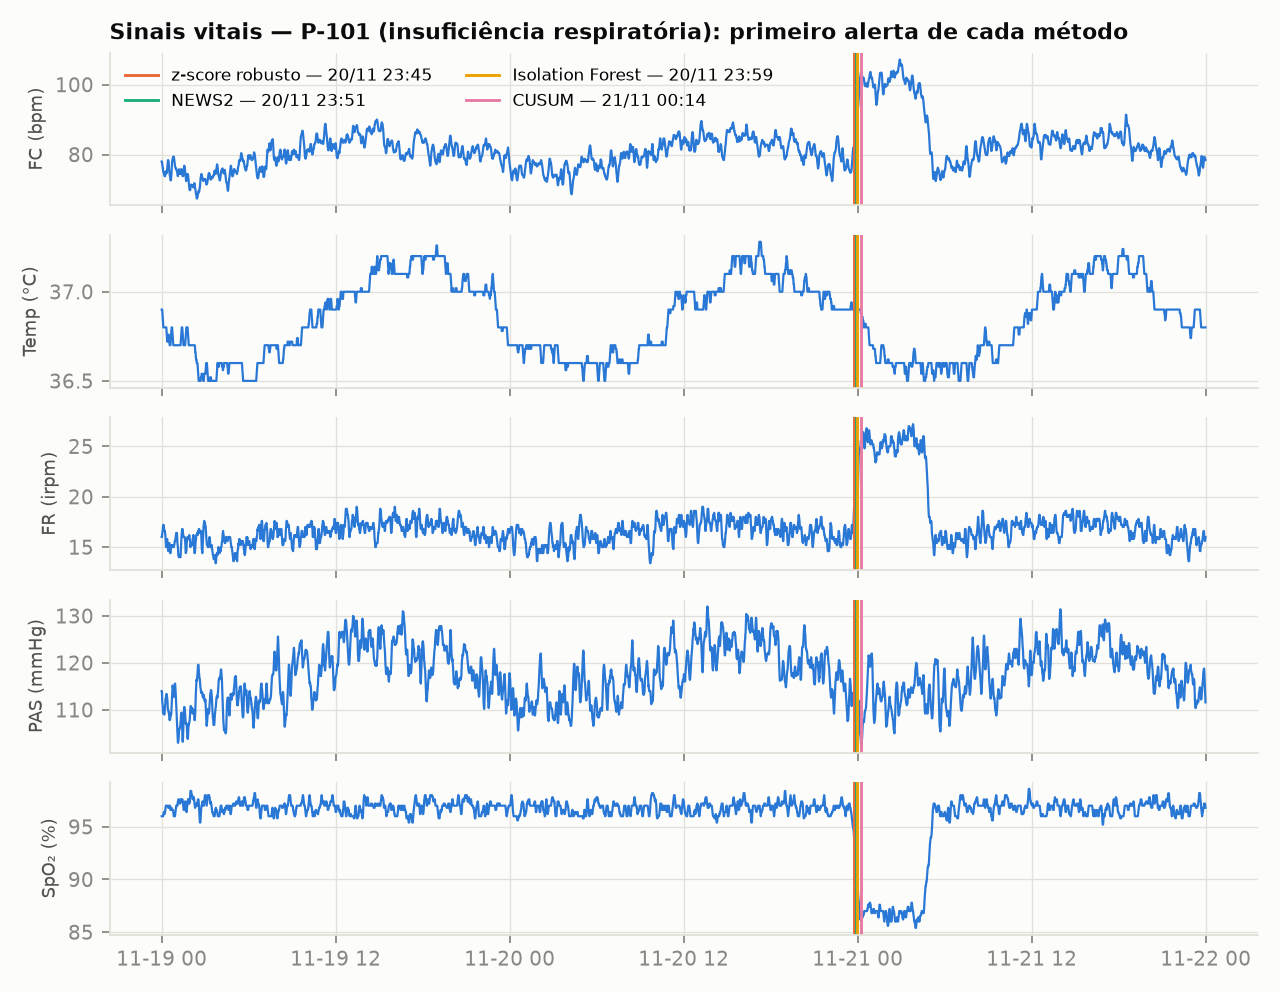 Sinais vitais — P-101 (insuficiência respiratória): primeiro alerta de cada método
z-score robusto — 20/11 23:45
NEWS2 — 20/11 23:51
Isolation Forest — 20/11 23:59
CUSUM — 21/11 00:14
FC (bpm)
100
80
Temp (°C)
37.0
36.5
FR (irpm)
25
20
15
PAS (mmHg)
130
120
110
SpO₂ (%)
95
90
85
11-19 00
11-19 12
11-20 00
11-20 12
11-21 00
11-21 12
11-22 00